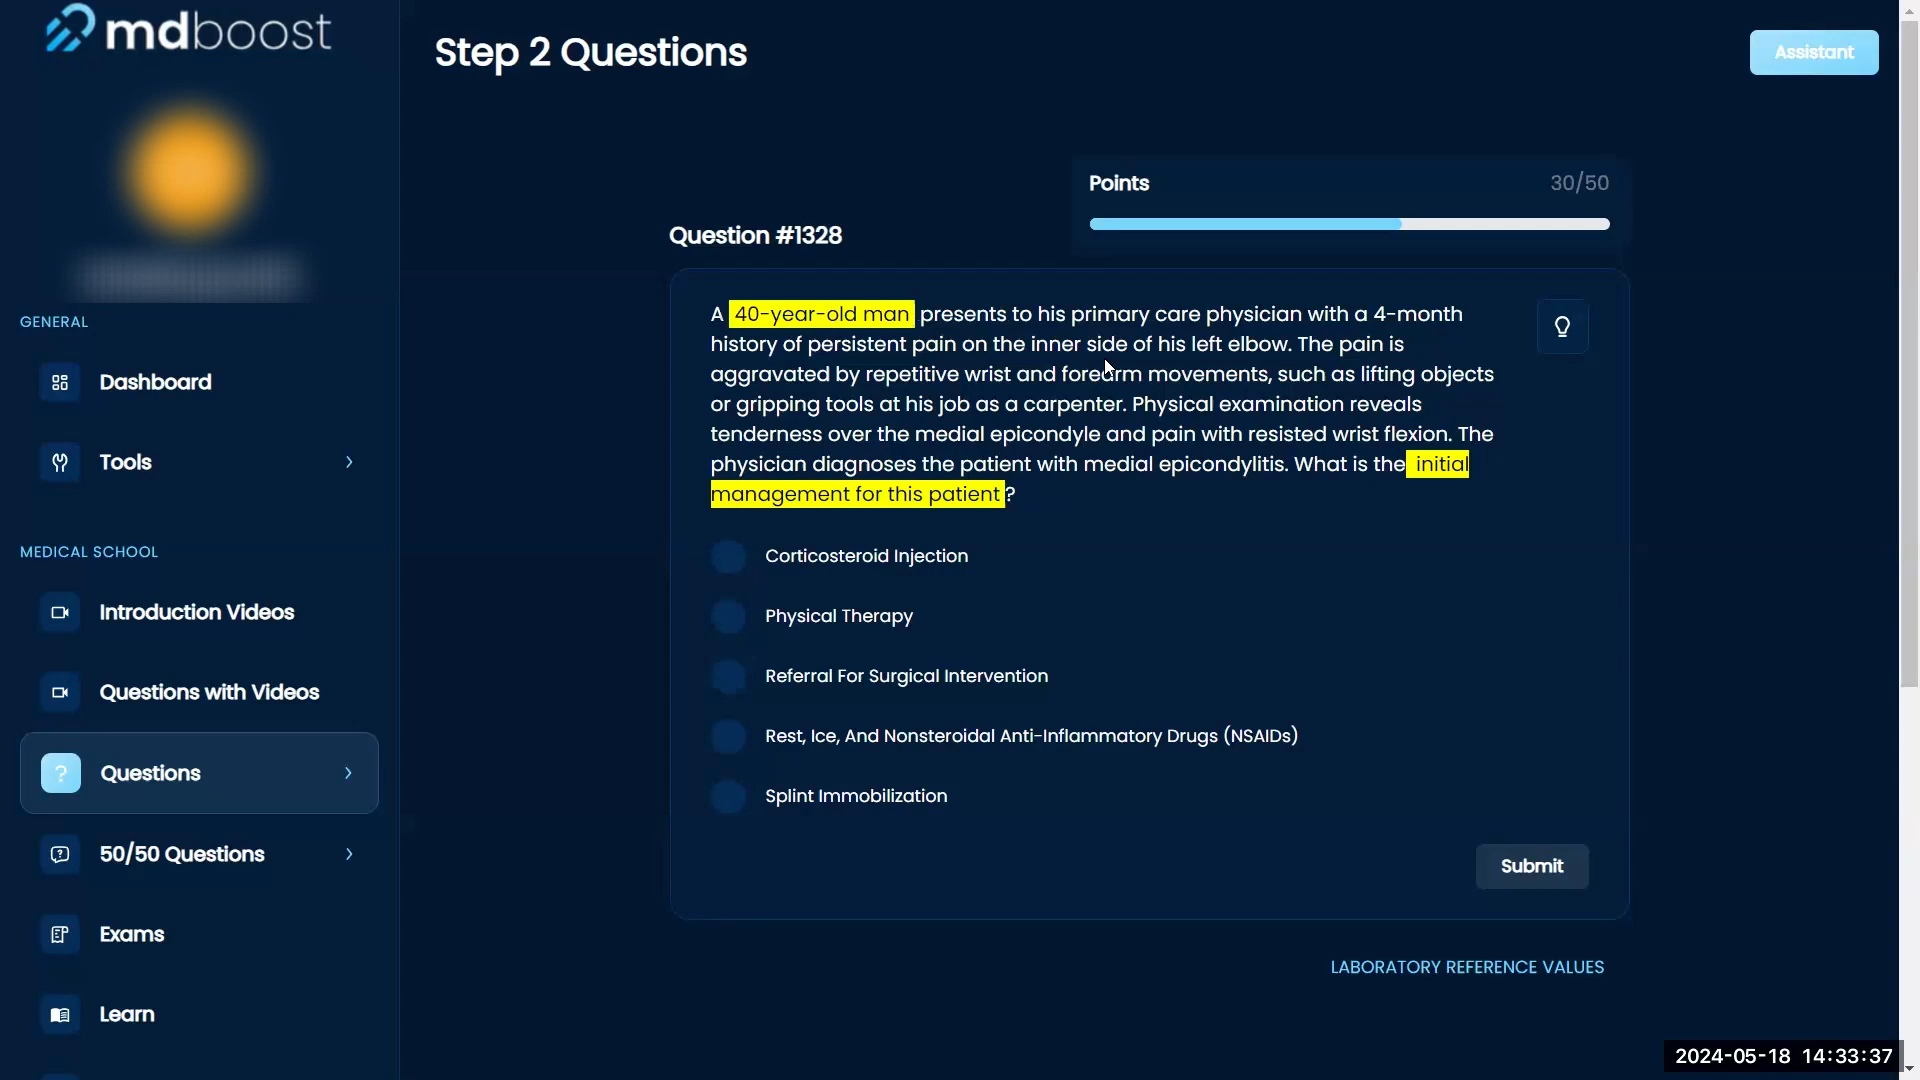 mdboost
Step 2 Questions
Assistant
Points
30/50
Question #1328
GENERAL
Dashboard
Tools
MEDICAL SCHOOL
Introduction Videos
Questions with Videos
Questions
50/50 Questions
Exams
Learn
A 40-year-old man presents to his primary care physician with a 4-month
history of persistent pain on the inner side of his left elbow. The pain is
aggravated by repetitive wrist and forearm movements, such as lifting objects
or gripping tools at his job as a carpenter. Physical examination reveals
tenderness over the medial epicondyle and pain with resisted wrist flexion. The
physician diagnoses the patient with medial epicondylitis. What is the initial
management for this patient ?
Corticosteroid Injection
Physical Therapy
Referral For Surgical Intervention
Rest, Ice, And Nonsteroidal Anti-Inflammatory Drugs (NSAIDs)
Splint Immobilization
Submit
LABORATORY REFERENCE VALUES
2024-05-18 14:33:37